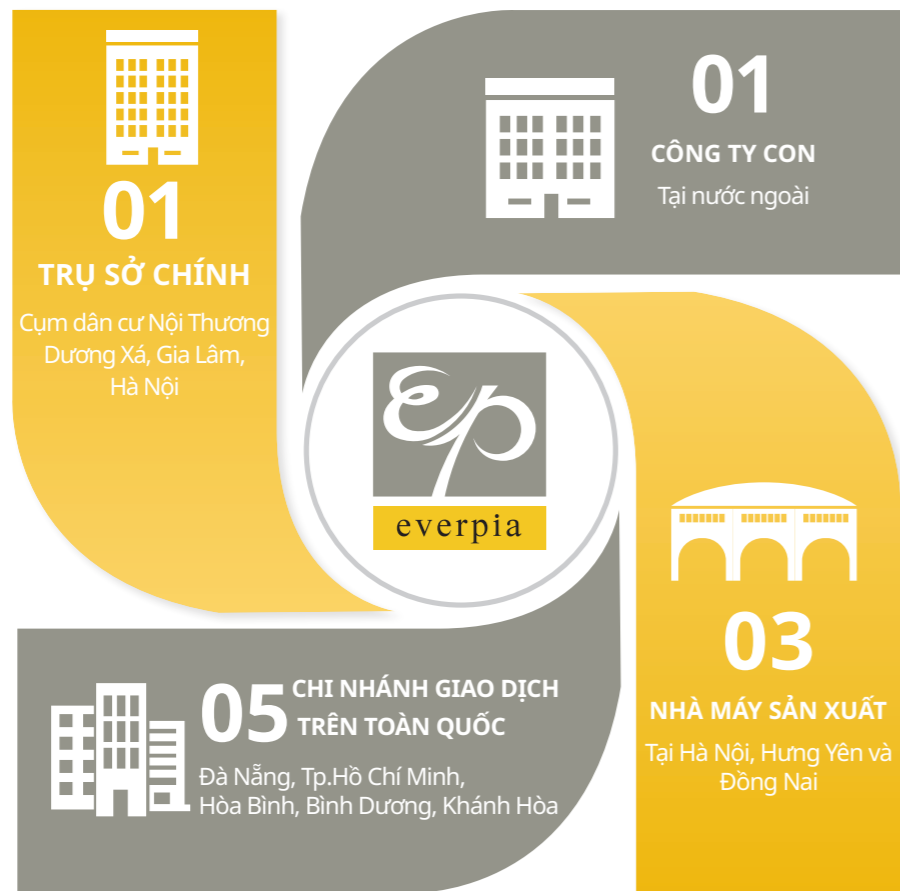 01
TRỤ SỞ CHÍNH
Cụm dân cư Nội Thương
Dương Xá, Gia Lâm,
Hà Nội
01
CÔNG TY CON
Tại nước ngoài
ep
everpia
03
NHÀ MÁY SẢN XUẤT
Tại Hà Nội, Hưng Yên và
Đồng Nai
05 CHI NHÁNH GIAO DỊCH
TRÊN TOÀN QUỐC
Đà Nẵng, Tp.Hồ Chí Minh,
Hòa Bình, Bình Dương, Khánh Hòa